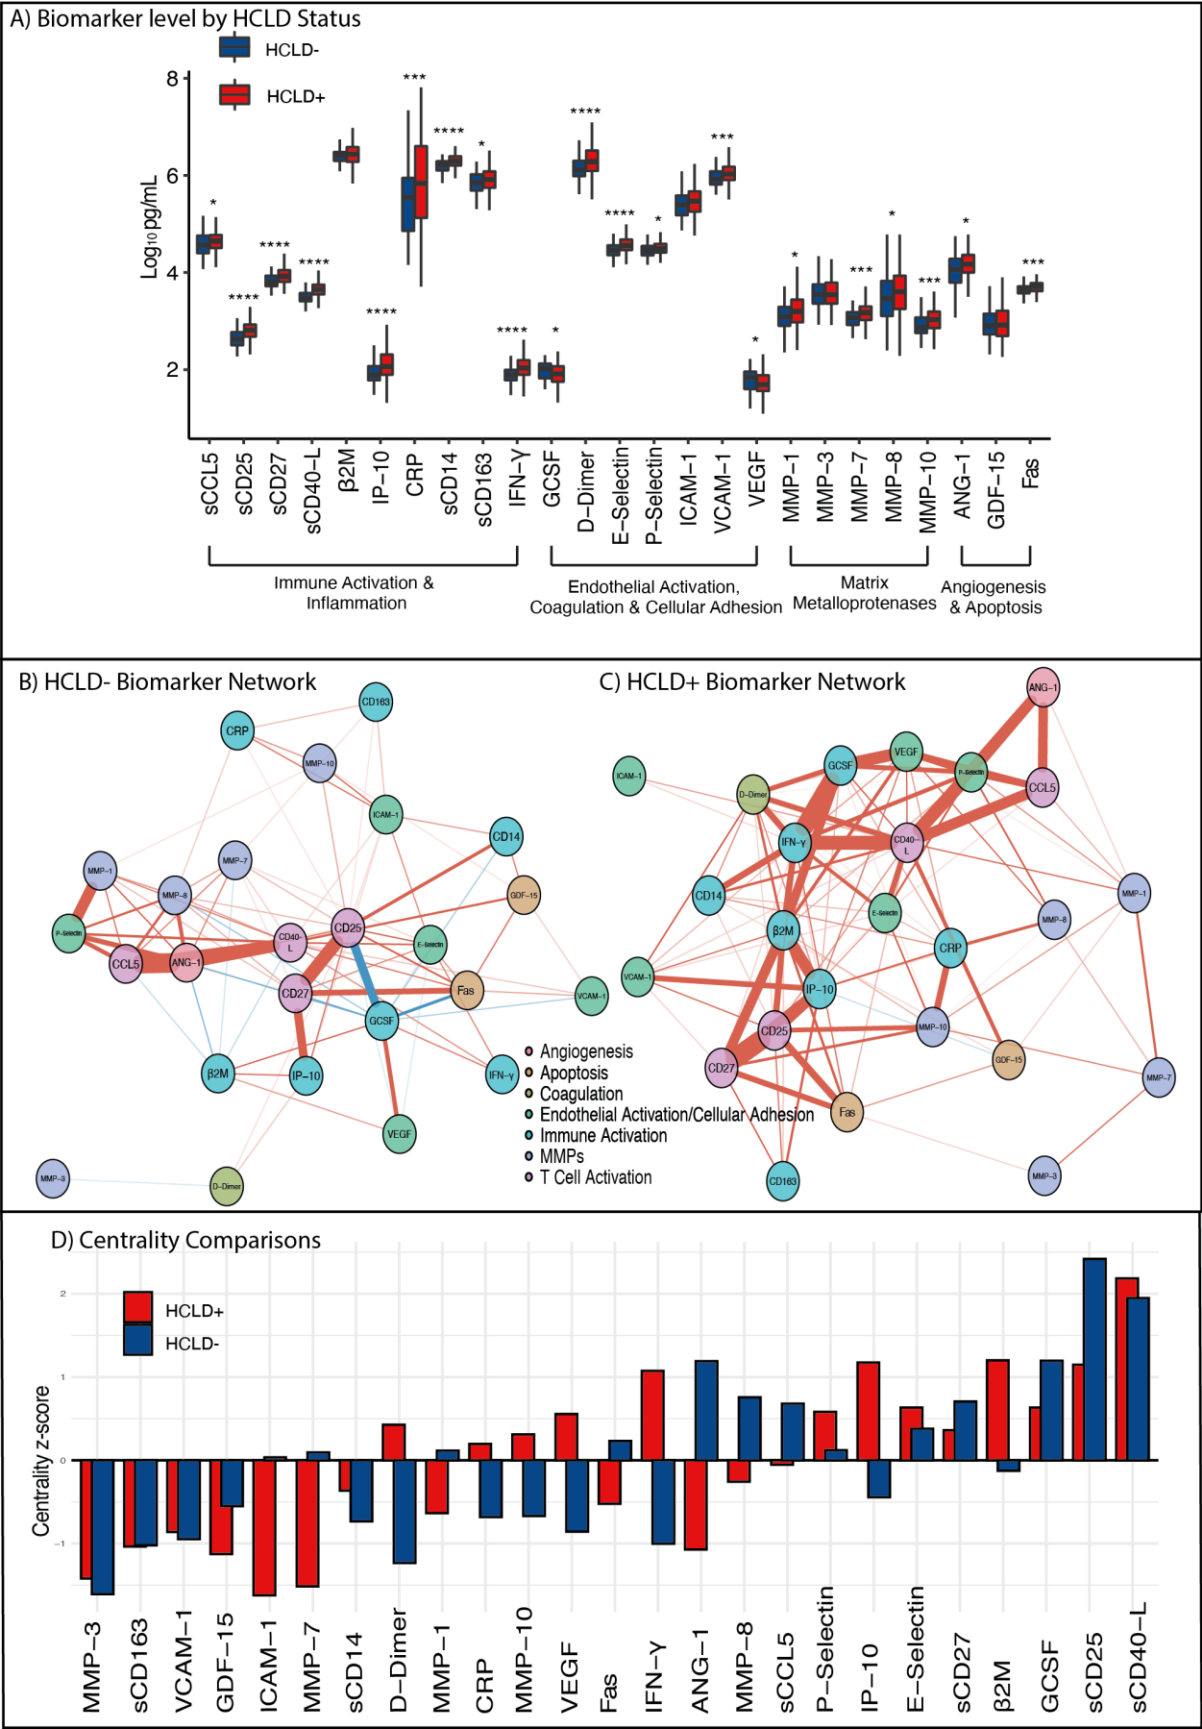 A) Biomarker level by HCLD Status
HCLD-
HCLD+
Log10 pg/mL
8
6
4
2
*
****
****
****
****
***
****
*
****
*
****
****
*
***
*
*
***
*
***
*
***
sCCL5
sCD25
sCD27
sCD40-L
β2M
IP-10
CRP
sCD14
sCD163
IFN-γ
GCSF
D-Dimer
E-Selectin
P-Selectin
ICAM-1
VCAM-1
VEGF
MMP-1
MMP-3
MMP-7
MMP-8
MMP-10
ANG-1
GDF-15
Fas
Immune Activation &
Inflammation
Endothelial Activation,
Coagulation & Cellular Adhesion
Matrix
Metalloprotenases
Angiogenesis
& Apoptosis
B) HCLD- Biomarker Network
CD163
CRP
MMP-10
ICAM-1
CD14
MMP-7
MMP-1
MMP-8
GDF-15
P-Selectin
CD25
CD40-
L
E-Selectin
CCL5
ANG-1
CD27
Fas
VCAM-1
GCSF
β2M
IP-10
IFN-γ
VEGF
MMP-3
D-Dimer
Angiogenesis
Apoptosis
Coagulation
Endothelial Activation/Cellular Adhesion
Immune Activation
MMPs
T Cell Activation
C) HCLD+ Biomarker Network
ANG-1
VEGF
GCSF
P-Selectin
ICAM-1
CCL5
D-Dimer
IFN-γ
CD40-
L
CD14
MMP-1
E-Selectin
MMP-8
β2M
CRP
VCAM-1
IP-10
CD25
MMP-10
GDF-15
CD27
MMP-7
Fas
CD163
MMP-3
D) Centrality Comparisons
HCLD+
HCLD-
Centrality z-score
2
1
0
-1
MMP-3
sCD163
VCAM-1
GDF-15
ICAM-1
MMP-7
sCD14
D-Dimer
MMP-1
CRP
MMP-10
VEGF
Fas
IFN-γ
ANG-1
MMP-8
sCCL5
P-Selectin
IP-10
E-Selectin
sCD27
β2M
GCSF
sCD25
sCD40-L